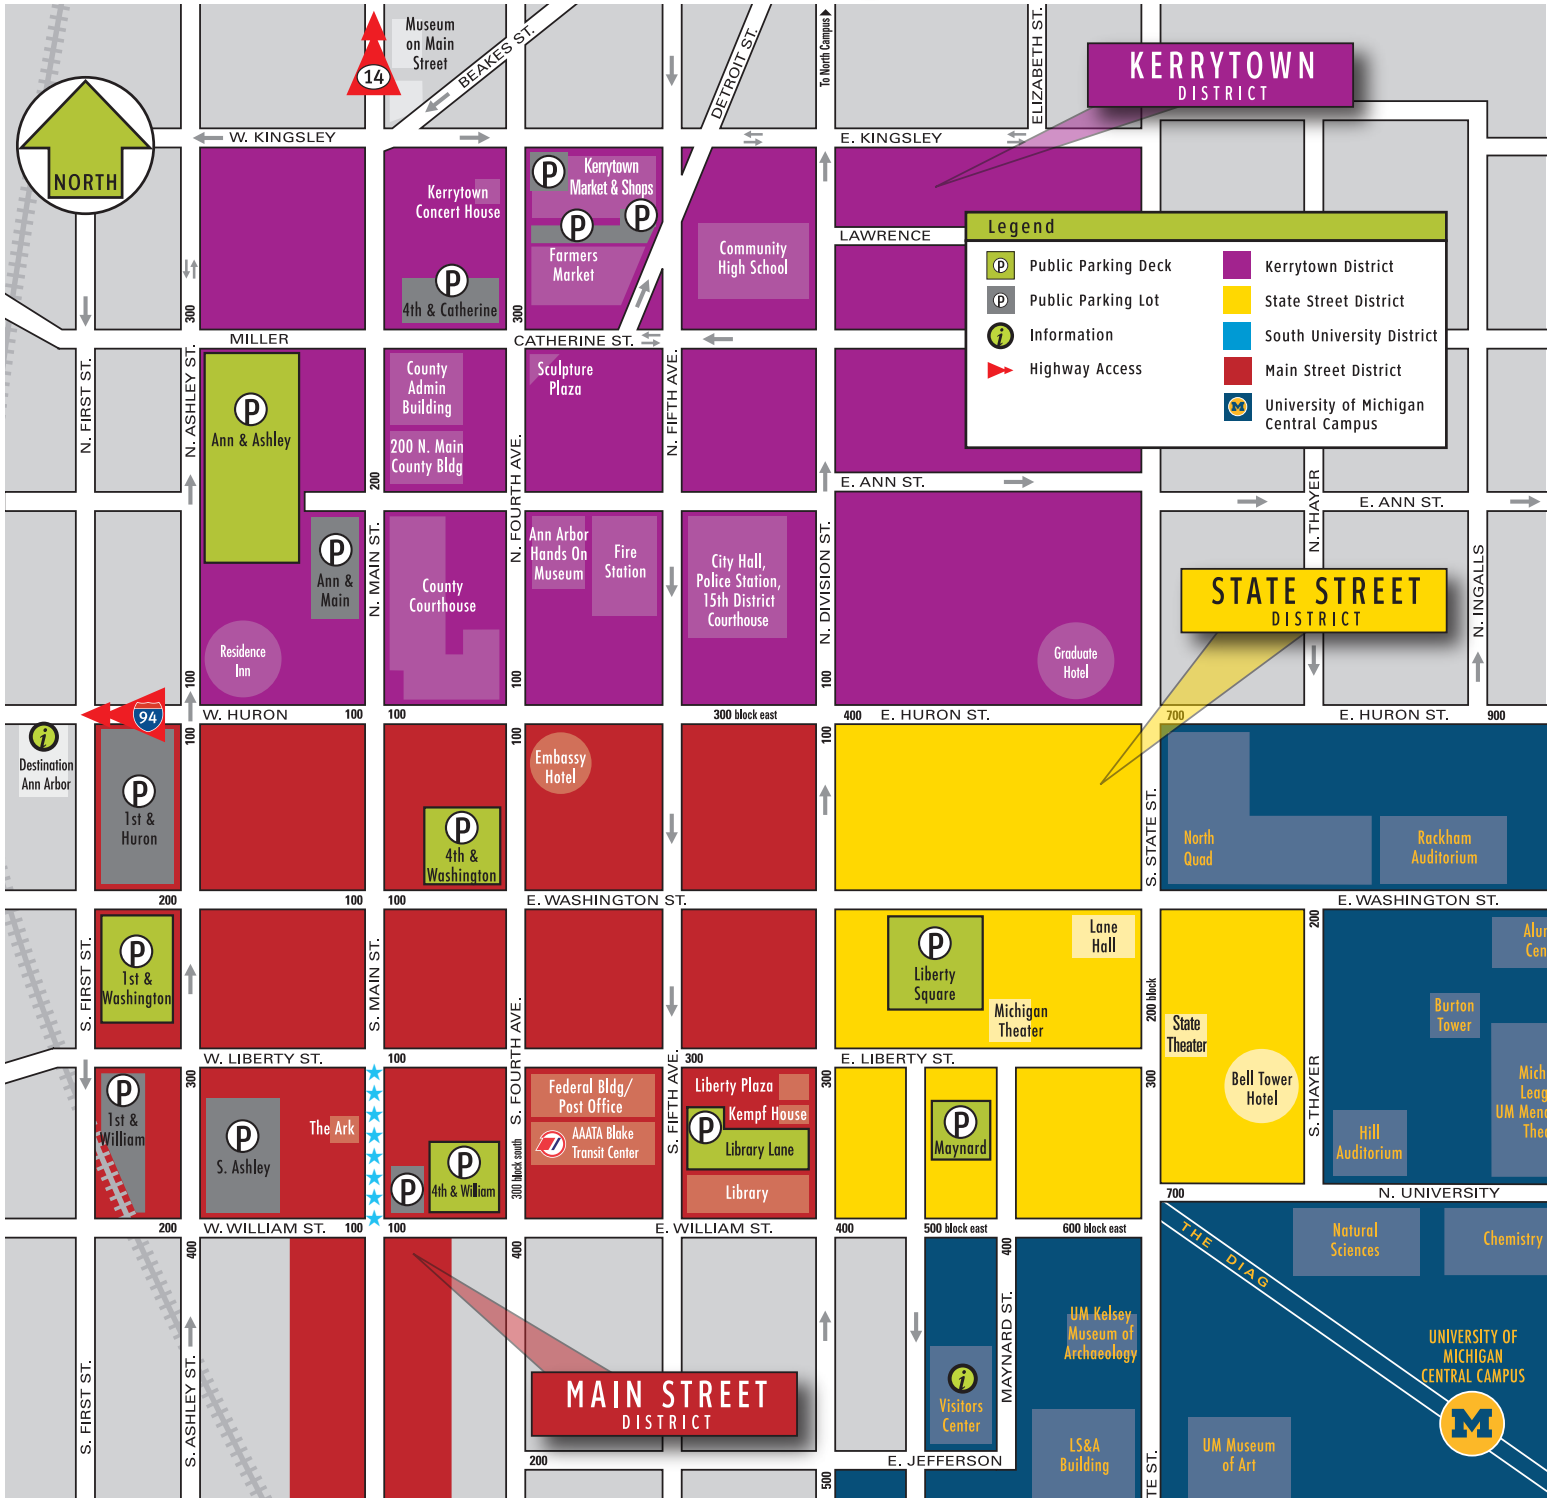 Museum
on Main
Street
14
BEAKES ST.
DETROIT ST.
To North Campus
ELIZABETH ST.
KERRYTOWN
DISTRICT
NORTH
W. KINGSLEY
E. KINGSLEY
Kerrytown
Concert House
P
Kerrytown
Market & Shops
P
P
Farmers
Market
Community
High School
LAWRENCE
P
4th & Catherine
Legend
P Public Parking Deck
P Public Parking Lot
i Information
Highway Access
Kerrytown District
State Street District
South University District
Main Street District
M University of Michigan
Central Campus
300
300
MILLER
CATHERINE ST.
N. FIRST ST.
N. ASHLEY ST.
N. FIFTH AVE.
P
Ann & Ashley
County
Admin
Building
200 N. Main
County Bldg
Sculpture
Plaza
200
N. FOURTH AVE.
E. ANN ST.
E. ANN ST.
N. THAYER
N. INGALLS
P
Ann &
Main
N. MAIN ST.
County
Courthouse
Ann Arbor
Hands On
Museum
Fire
Station
City Hall,
Police Station,
15th District
Courthouse
N. DIVISION ST.
STATE STREET
DISTRICT
Residence
Inn
Graduate
Hotel
100
100
100
94
W. HURON
100
100
300 block east
400
E. HURON ST.
700
E. HURON ST.
900
i
Destination
Ann Arbor
100
100
100
P
1st &
Huron
Embassy
Hotel
P
4th &
Washington
S. STATE ST.
North
Quad
Rackham
Auditorium
200
100
100
E. WASHINGTON ST.
E. WASHINGTON ST.
200
S. FIRST ST.
P
1st &
Washington
S. MAIN ST.
S. FOURTH AVE.
P
Liberty
Square
Lane
Hall
Michigan
Theater
200 block
State
Theater
Burton
Tower
Alu
Cen
W. LIBERTY ST.
100
300
E. LIBERTY ST.
300
300
300
S. FIFTH AVE.
P
1st &
William
P
S. Ashley
The Ark
P
P
4th & William
300 block south
Federal Bldg/
Post Office
AAATA Blake
Transit Center
Liberty Plaza
Kempf House
P
Library Lane
Library
P
Maynard
Bell Tower
Hotel
S. THAYER
Hill
Auditorium
Mich
Leag
UM Men
The
200
W. WILLIAM ST.
100
100
E. WILLIAM ST.
400
500 block east
600 block east
700
N. UNIVERSITY
400
400
400
THE DIAG
Natural
Sciences
Chemistry
S. FIRST ST.
S. ASHLEY ST.
MAIN STREET
DISTRICT
i
Visitors
Center
MAYNARD ST.
UM Kelsey
Museum of
Archaeology
UNIVERSITY OF
MICHIGAN
CENTRAL CAMPUS
M
200
E. JEFFERSON
500
LS&A
Building
TE ST.
UM Museum
of Art